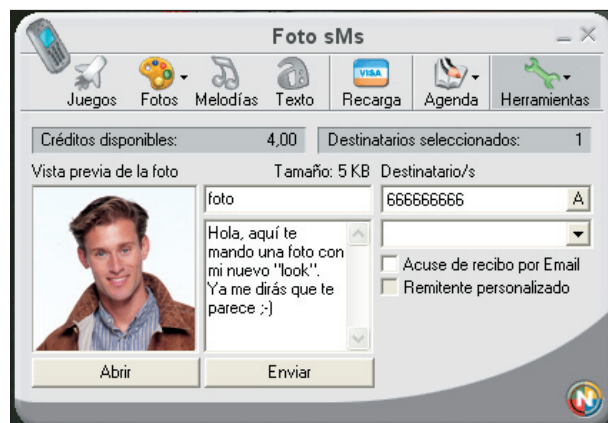 Foto sMs
Juegos Fotos Melodías Texto Recarga Agenda Herramientas
VISA
Créditos disponibles: 4,00 Destinatarios seleccionados: 1
Vista previa de la foto Tamaño: 5 KB Destinatario/s
foto 666666666 A
Hola, aquí te
mando una foto con
mi nuevo "look".
Ya me dirás que te
parece ;-)
Acuse de recibo por Email
Remitente personalizado
Abrir Enviar
N